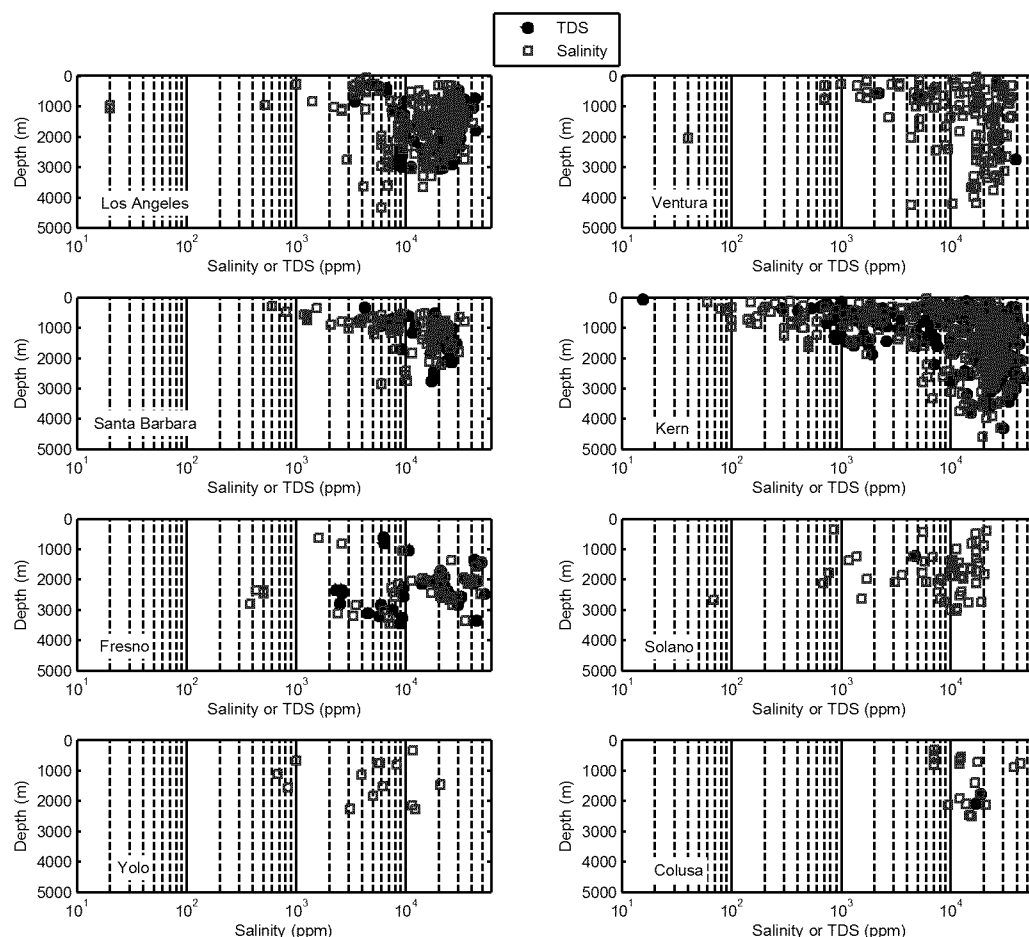 TDS
Salinity
0
1000
2000
3000
4000
5000
Depth (m)
Los Angeles
10^1 10^2 10^3 10^4
Salinity or TDS (ppm)
0
1000
2000
3000
4000
5000
Depth (m)
Ventura
10^1 10^2 10^3 10^4
Salinity or TDS (ppm)
0
1000
2000
3000
4000
5000
Depth (m)
Santa Barbara
10^1 10^2 10^3 10^4
Salinity or TDS (ppm)
0
1000
2000
3000
4000
5000
Depth (m)
Kern
10^1 10^2 10^3 10^4
Salinity or TDS (ppm)
0
1000
2000
3000
4000
5000
Depth (m)
Fresno
10^1 10^2 10^3 10^4
Salinity or TDS (ppm)
0
1000
2000
3000
4000
5000
Depth (m)
Solano
10^1 10^2 10^3 10^4
Salinity or TDS (ppm)
0
1000
2000
3000
4000
5000
Depth (m)
Yolo
10^1 10^2 10^3 10^4
Salinity (ppm)
0
1000
2000
3000
4000
5000
Depth (m)
Colusa
10^1 10^2 10^3 10^4
Salinity or TDS (ppm)